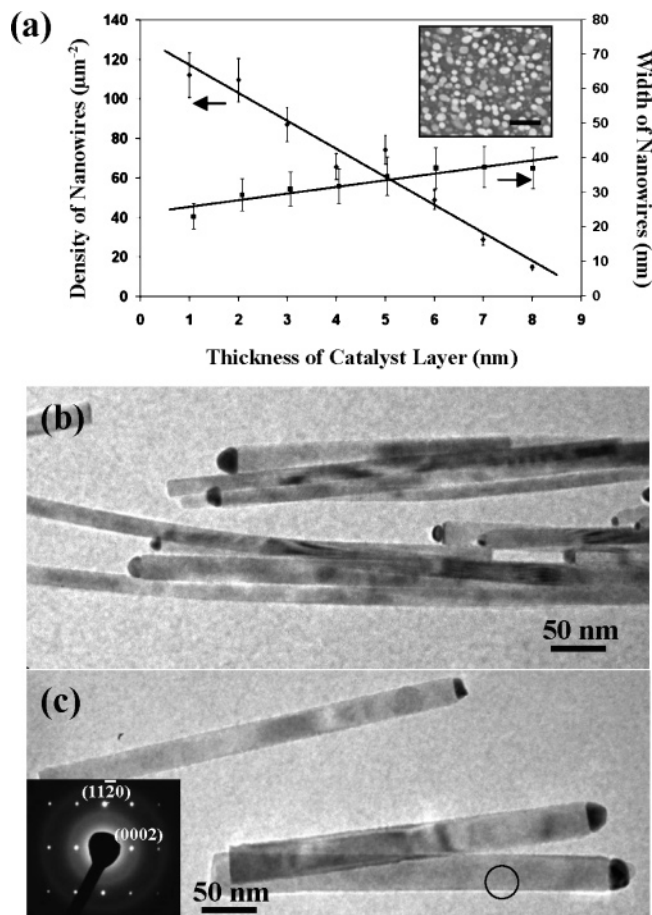 (a)
Density of Nanowires (μm⁻²)
140
120
100
80
60
40
20
0
80
70
60
50
40
30
20
10
0
Width of Nanowires
(nm)
0 1 2 3 4 5 6 7 8 9
Thickness of Catalyst Layer (nm)
(b)
50 nm
(c)
(112̅0)
(0002)
50 nm